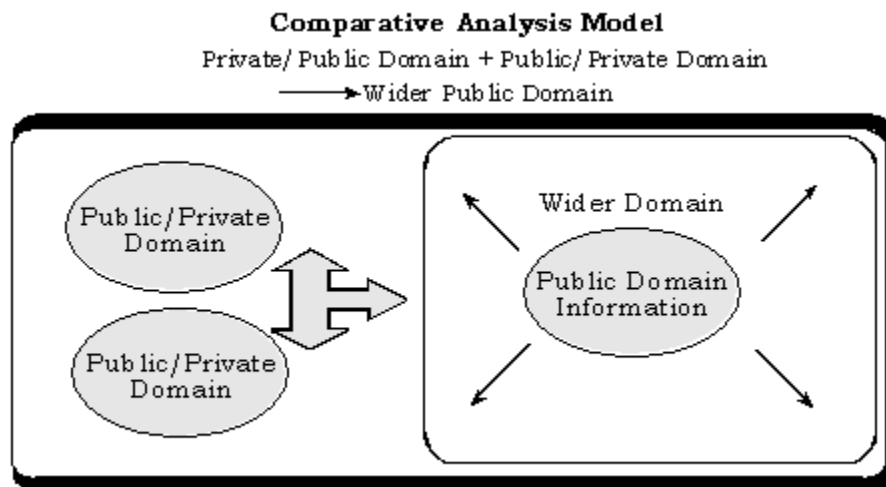 Comparative Analysis Model
Private/Public Domain + Public/Private Domain
Wider Public Domain
Public/Private
Domain
Public/Private
Domain
Wider Domain
Public Domain
Information